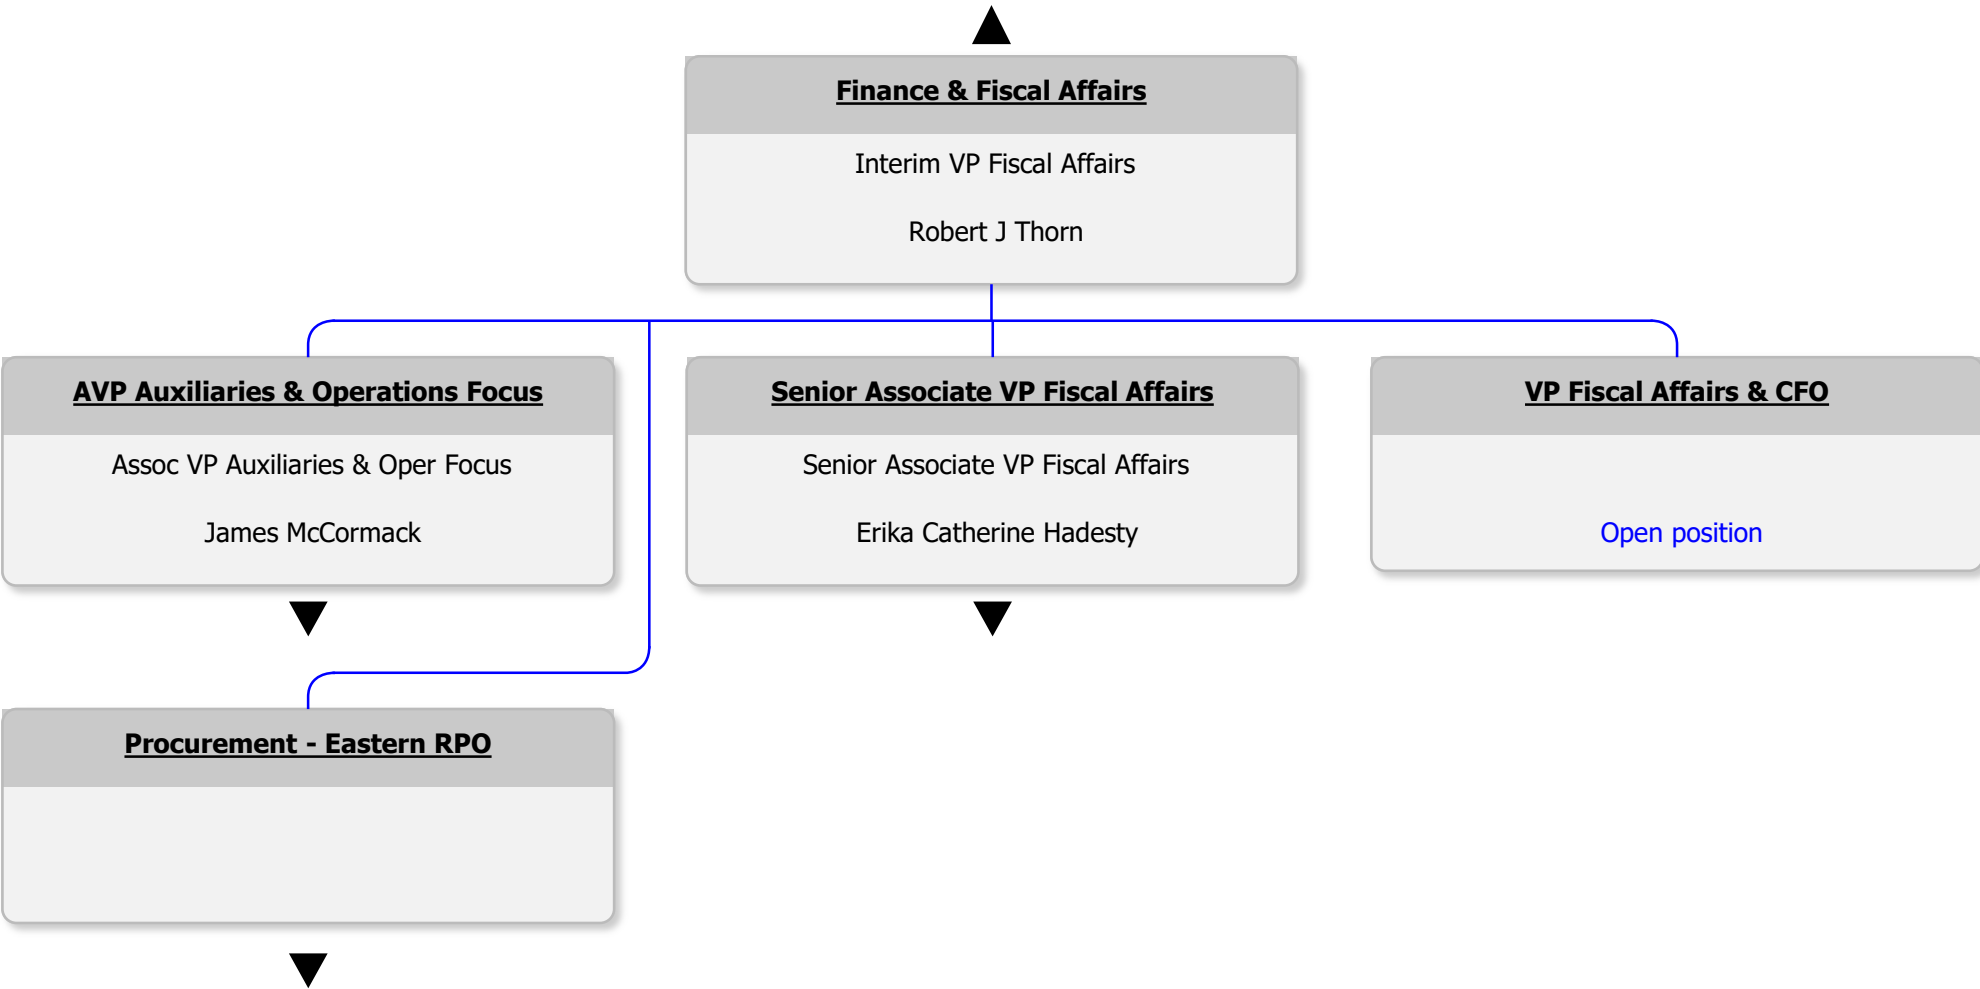 Finance & Fiscal Affairs
Interim VP Fiscal Affairs
Robert J Thorn
AVP Auxiliaries & Operations Focus
Assoc VP Auxiliaries & Oper Focus
James McCormack
Senior Associate VP Fiscal Affairs
Senior Associate VP Fiscal Affairs
Erika Catherine Hadesty
VP Fiscal Affairs & CFO
Open position
Procurement - Eastern RPO